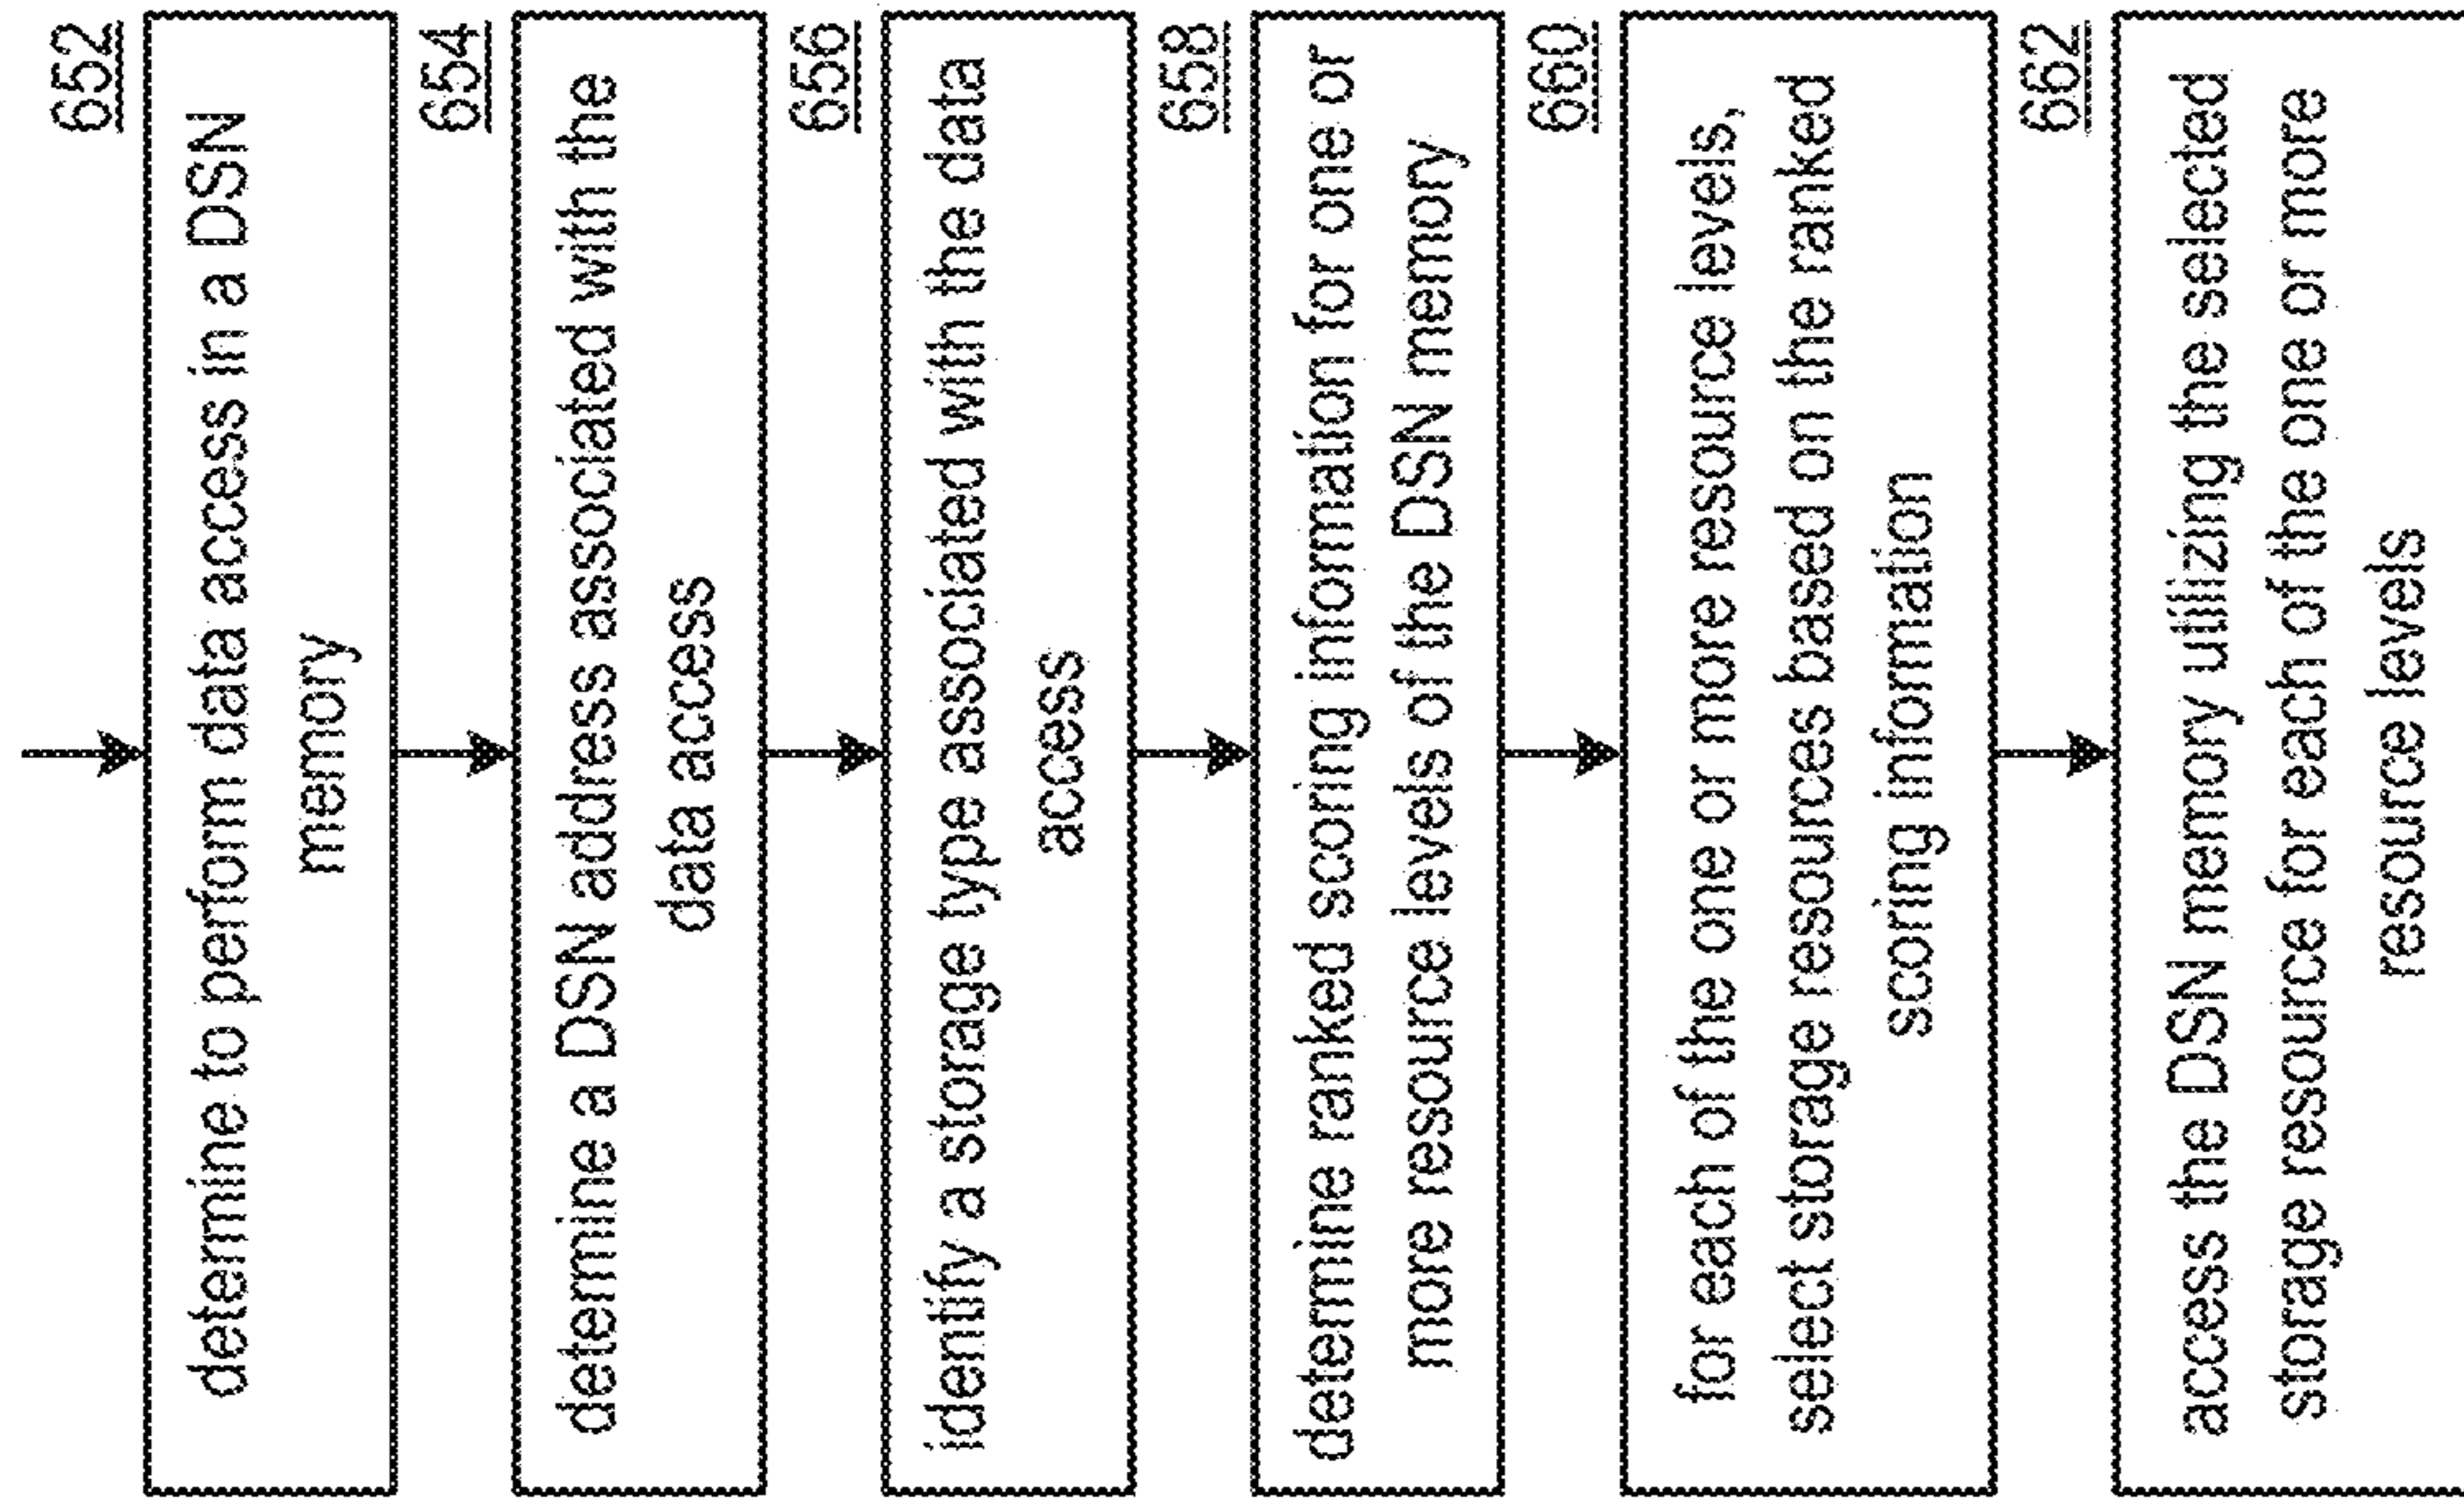 652
determine to perform data access in a DSN
memory
654
determine a DSN address associated with the
data access
656
identify a storage type associated with the data
access
658
determine ranked scoring information for one or
more resource levels of the DSN memory
660
for each of the one or more resource levels,
select storage resources based on the ranked
scoring information
662
access the DSN memory utilizing the selected
storage resource for each of the one or more
resource levels